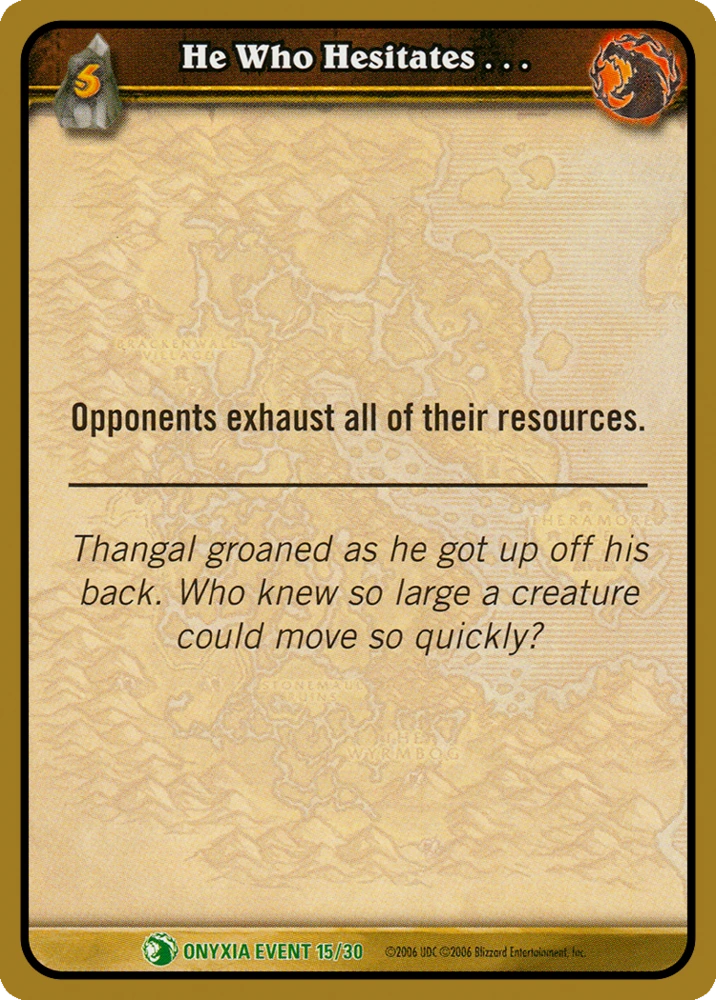 He Who Hesitates . . .
5
BRACKENWALL
VILLAGE
Opponents exhaust all of their resources.
THERAMORE
Thangal groaned as he got up off his
back. Who knew so large a creature
could move so quickly?
STONEMAUL
RUINS
THE
WYRMBOG
ONYXIA EVENT 15/30
©2006 UDC ©2006 Blizzard Entertainment, Inc.